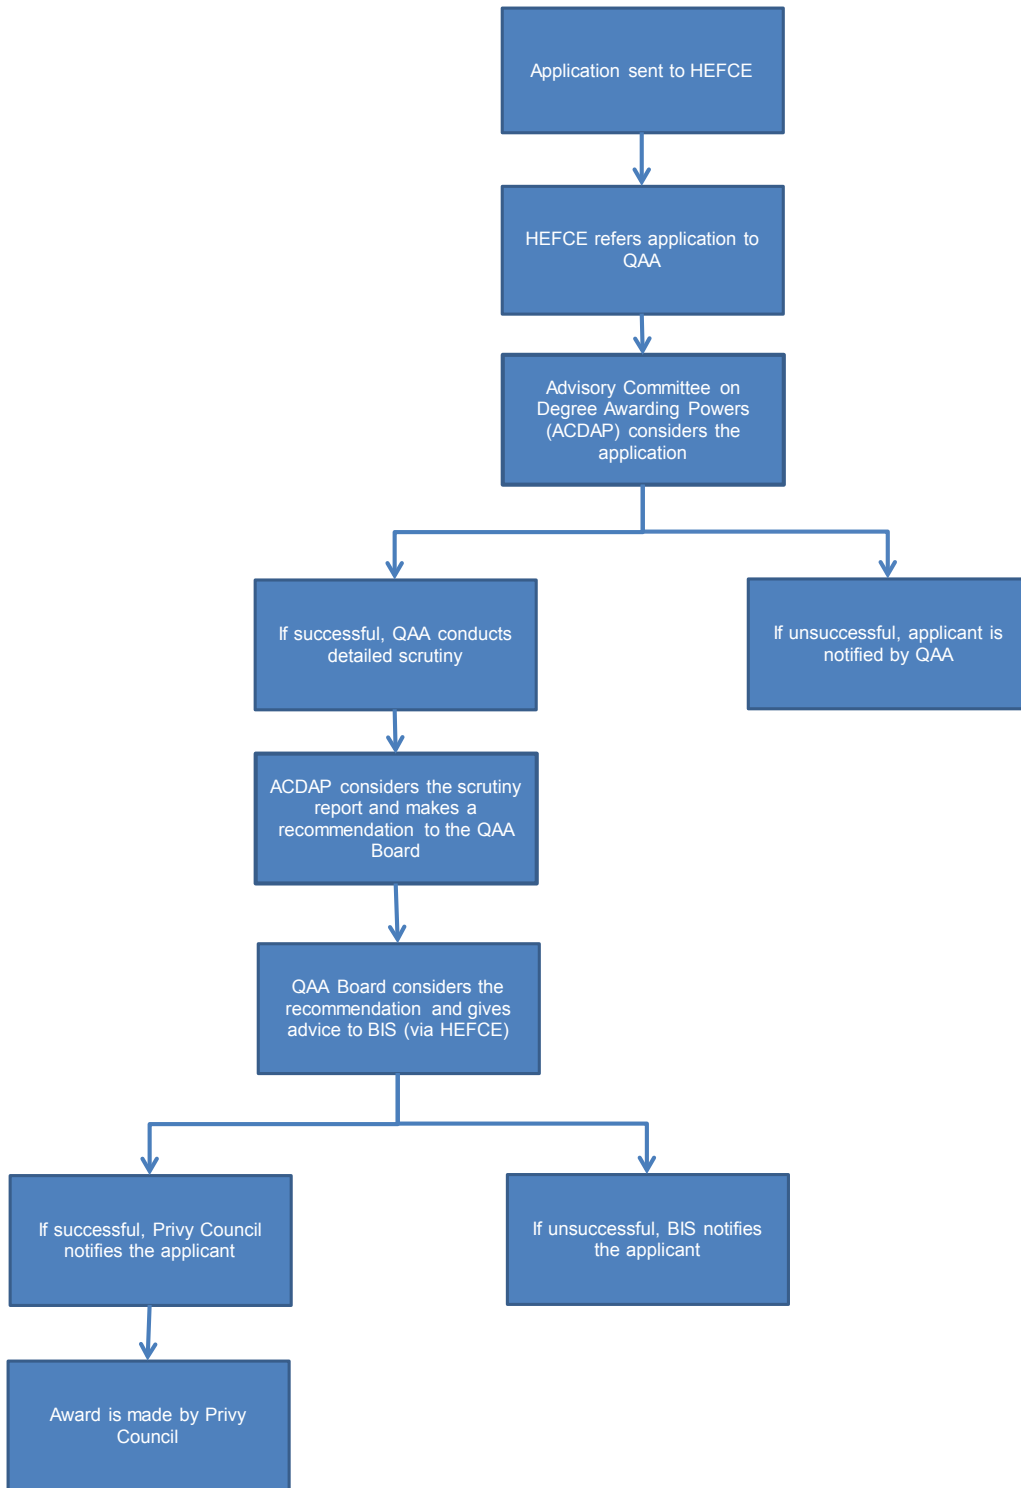 Application sent to HEFCE
HEFCE refers application to
QAA
Advisory Committee on
Degree Awarding Powers
(ACDAP) considers the
application
If successful, QAA conducts
detailed scrutiny
If unsuccessful, applicant is
notified by QAA
ACDAP considers the scrutiny
report and makes a
recommendation to the QAA
Board
QAA Board considers the
recommendation and gives
advice to BIS (via HEFCE)
If successful, Privy Council
notifies the applicant
If unsuccessful, BIS notifies
the applicant
Award is made by Privy
Council